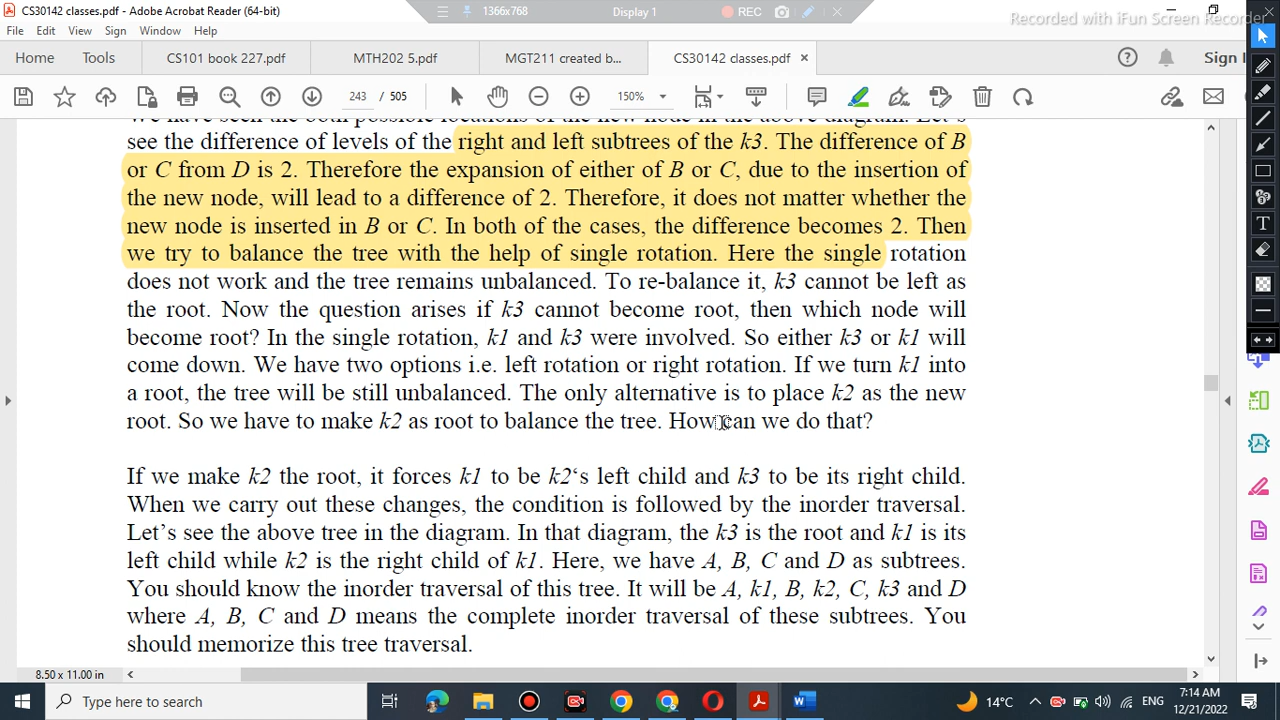 CS30142 classes.pdf - Adobe Acrobat Reader (64-bit)
1366x768
Display 1
REC
Recorded with iFun Screen Recorder
File Edit View Sign Window Help
Home Tools CS101 book 227.pdf MTH202 5.pdf MGT211 created b... CS30142 classes.pdf × Sign I
243 / 505 150%
see the difference of levels of the right and left subtrees of the k3. The difference of B
or C from D is 2. Therefore the expansion of either of B or C, due to the insertion of
the new node, will lead to a difference of 2. Therefore, it does not matter whether the
new node is inserted in B or C. In both of the cases, the difference becomes 2. Then
we try to balance the tree with the help of single rotation. Here the single rotation
does not work and the tree remains unbalanced. To re-balance it, k3 cannot be left as
the root. Now the question arises if k3 cannot become root, then which node will
become root? In the single rotation, k1 and k3 were involved. So either k3 or k1 will
come down. We have two options i.e. left rotation or right rotation. If we turn k1 into
a root, the tree will be still unbalanced. The only alternative is to place k2 as the new
root. So we have to make k2 as root to balance the tree. How can we do that?
If we make k2 the root, it forces k1 to be k2‘s left child and k3 to be its right child.
When we carry out these changes, the condition is followed by the inorder traversal.
Let’s see the above tree in the diagram. In that diagram, the k3 is the root and k1 is its
left child while k2 is the right child of k1. Here, we have A, B, C and D as subtrees.
You should know the inorder traversal of this tree. It will be A, k1, B, k2, C, k3 and D
where A, B, C and D means the complete inorder traversal of these subtrees. You
should memorize this tree traversal.
8.50 x 11.00 in
Type here to search
14°C
ENG
7:14 AM
12/21/2022